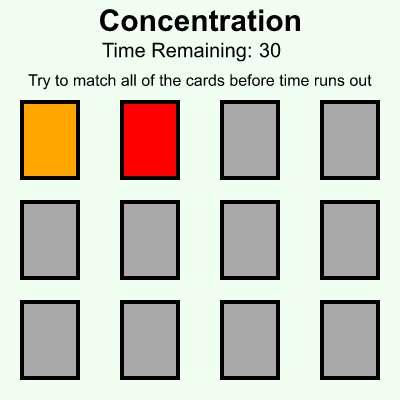 Concentration
Time Remaining: 30
Try to match all of the cards before time runs out